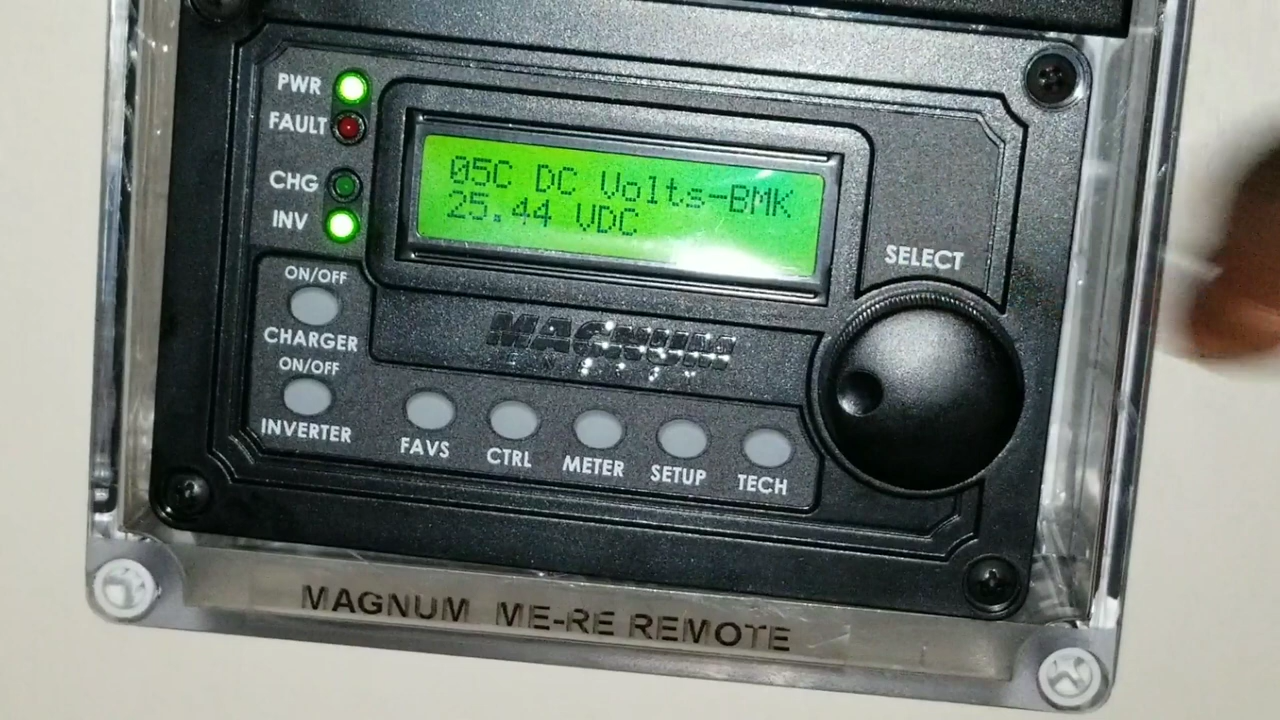 PWR
FAULT
CHG
INV
05C DC Volts-BMK
25.44 VDC
SELECT
ON/OFF
CHARGER
ON/OFF
INVERTER
MAGNUM
FAVS
CTRL
METER
SETUP
TECH
MAGNUM ME-RE REMOTE